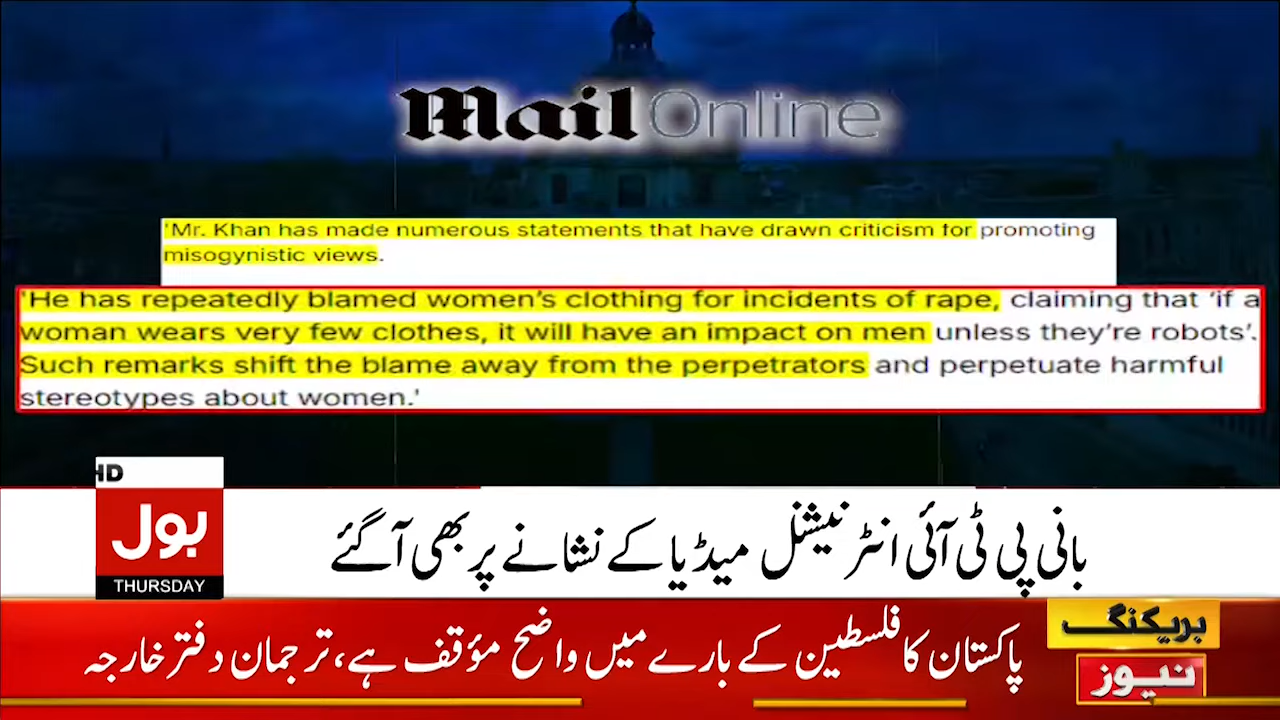 Mail Online
'Mr. Khan has made numerous statements that have drawn criticism for promoting
misogynistic views.
'He has repeatedly blamed women's clothing for incidents of rape, claiming that 'if a
woman wears very few clothes, it will have an impact on men unless they're robots'.
Such remarks shift the blame away from the perpetrators and perpetuate harmful
stereotypes about women.'
HD
بول
THURSDAY
بانی پی ٹی آئی انٹرنیشنل میڈیا کے نشانے پر بھی آگئے
بریکنگ
نیوز
پاکستان کا فلسطین کے بارے میں واضح مؤقف ہے، ترجمان دفتر خارجہ